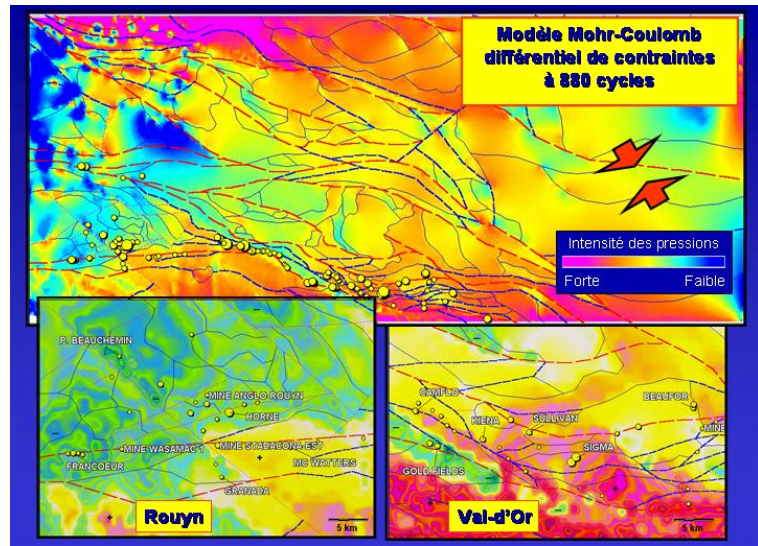 Modèle Mohr-Coulomb
différentiel de contraintes
à 880 cycles
Intensité des pressions
Forte Faible
P. BEAUCHEMIN
MINE ANGLO-ROUYN
HORNE
MINE WASAMAC 1
MINE STADACONA-EST
FRANCOEUR
MC WATTERS
GRANADA
Rouyn
5 km
CAMFLO
BEAUFOR
KIENA
SULLIVAN
MINE
SIGMA
GOLD FIELDS
Val-d'Or
5 km